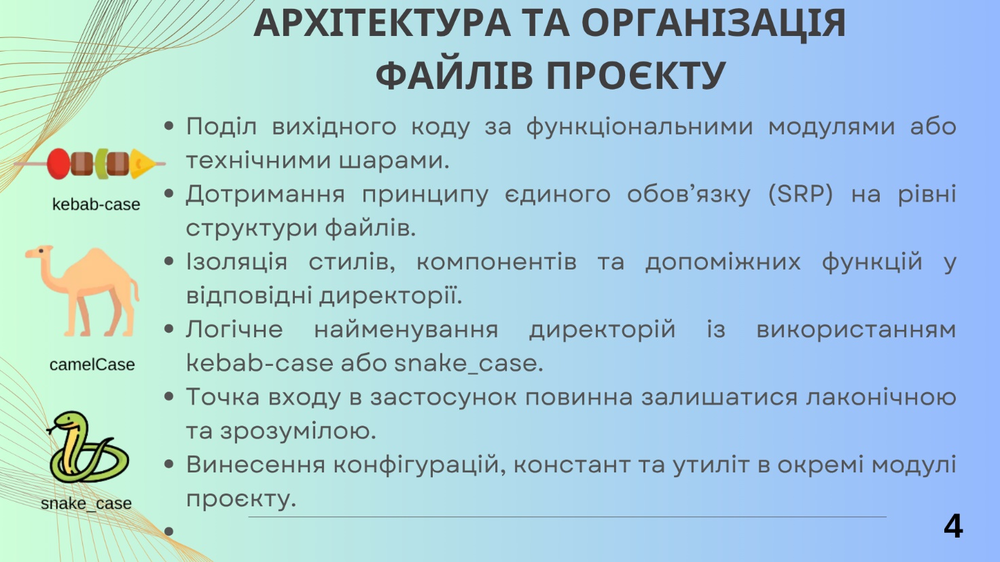 АРХІТЕКТУРА ТА ОРГАНІЗАЦІЯ
ФАЙЛІВ ПРОЄКТУ
• Поділ вихідного коду за функціональними модулями або
технічними шарами.
• Дотримання принципу єдиного обов’язку (SRP) на рівні
структури файлів.
• Ізоляція стилів, компонентів та допоміжних функцій у
відповідні директорії.
• Логічне найменування директорій із використанням
kebab-case або snake_case.
• Точка входу в застосунок повинна залишатися лаконічною
та зрозумілою.
• Винесення конфігурацій, констант та утиліт в окремі модулі
проєкту.
•
kebab-case
camelCase
snake_case
4